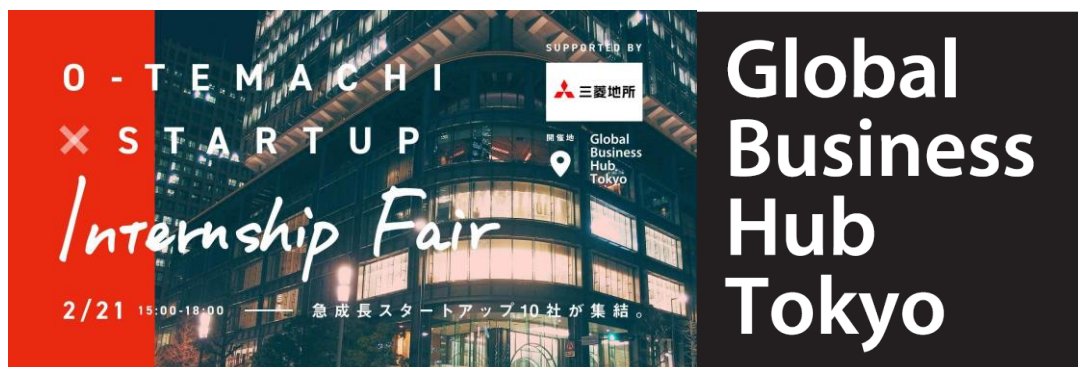 O-TEMACHI
×STARTUP
Internship Fair
2/21 15:00-18:00 急成長スタートアップ10社が集結。
SUPPORTED BY
三菱地所
開催地
Global
Business
Hub
Tokyo
Global
Business
Hub
Tokyo